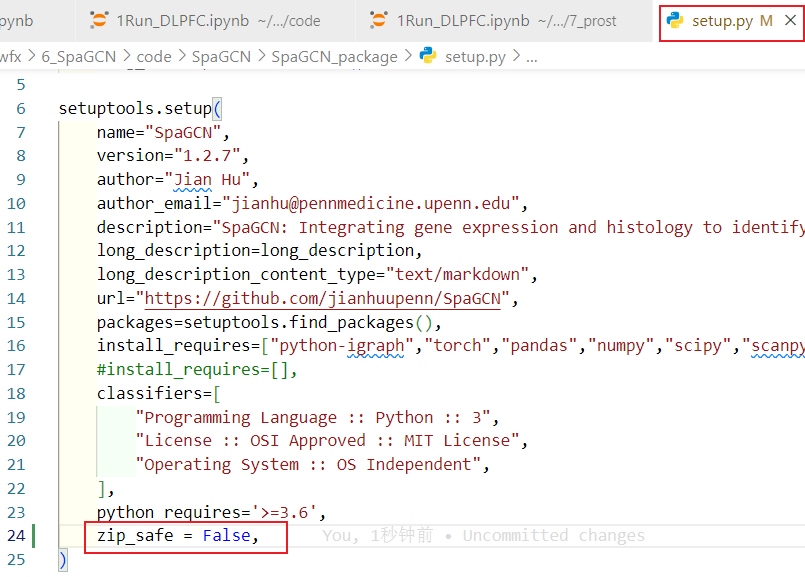 pynb 1Run_DLPFC.ipynb ~/.../code 1Run_DLPFC.ipynb ~/.../7_prost setup.py M
wfx > 6_SpaGCN > code > SpaGCN > SpaGCN_package > setup.py > ...
5
6 setuptools.setup(
7 name="SpaGCN",
8 version="1.2.7",
9 author="Jian Hu",
10 author_email="jianhu@pennmedicine.upenn.edu",
11 description="SpaGCN: Integrating gene expression and histology to identify
12 long_description=long_description,
13 long_description_content_type="text/markdown",
14 url="https://github.com/jianhuupenn/SpaGCN",
15 packages=setuptools.find_packages(),
16 install_requires=["python-igraph","torch","pandas","numpy","scipy","scanpy
17 #install_requires=[],
18 classifiers=[
19 "Programming Language :: Python :: 3",
20 "License :: OSI Approved :: MIT License",
21 "Operating System :: OS Independent",
22 ],
23 python_requires='>=3.6',
24 zip_safe = False, You, 1秒钟前 • Uncommitted changes
25 )